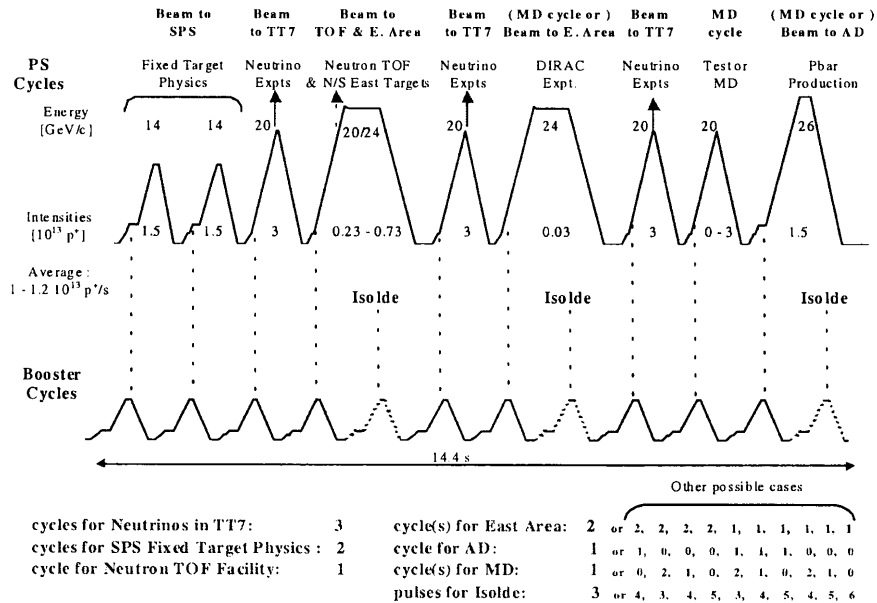 Beam to SPS
Beam to TT7
Beam to TOF & E. Area
Beam to TT7
(MD cycle or) Beam to E. Area
Beam to TT7
MD cycle
(MD cycle or) Beam to AD
PS Cycles
Fixed Target Physics
Neutrino Expts
Neutron TOF & N/S East Targets
Neutrino Expts
DIRAC Expt.
Neutrino Expts
Test or MD
Pbar Production
Energy [GeV/c]
14 14 20 20/24 20 24 20 20 26
Intensities [10¹³ p⁺]
1.5 1.5 3 0.23 - 0.73 3 0.03 3 0 - 3 1.5
Average :
1 - 1.2 10¹³ p⁺/s
Isolde Isolde Isolde
Booster Cycles
14.4 s
Other possible cases
cycles for Neutrinos in TT7: 3
cycles for SPS Fixed Target Physics : 2
cycle for Neutron TOF Facility: 1
cycle(s) for East Area: 2 or 2, 2, 2, 2, 1, 1, 1, 1, 1, 1
cycle for AD: 1 or 1, 0, 0, 0, 1, 1, 1, 0, 0, 0
cycle(s) for MD: 1 or 0, 2, 1, 0, 2, 1, 0, 2, 1, 0
pulses for Isolde: 3 or 4, 3, 4, 5, 3, 4, 5, 4, 5, 6